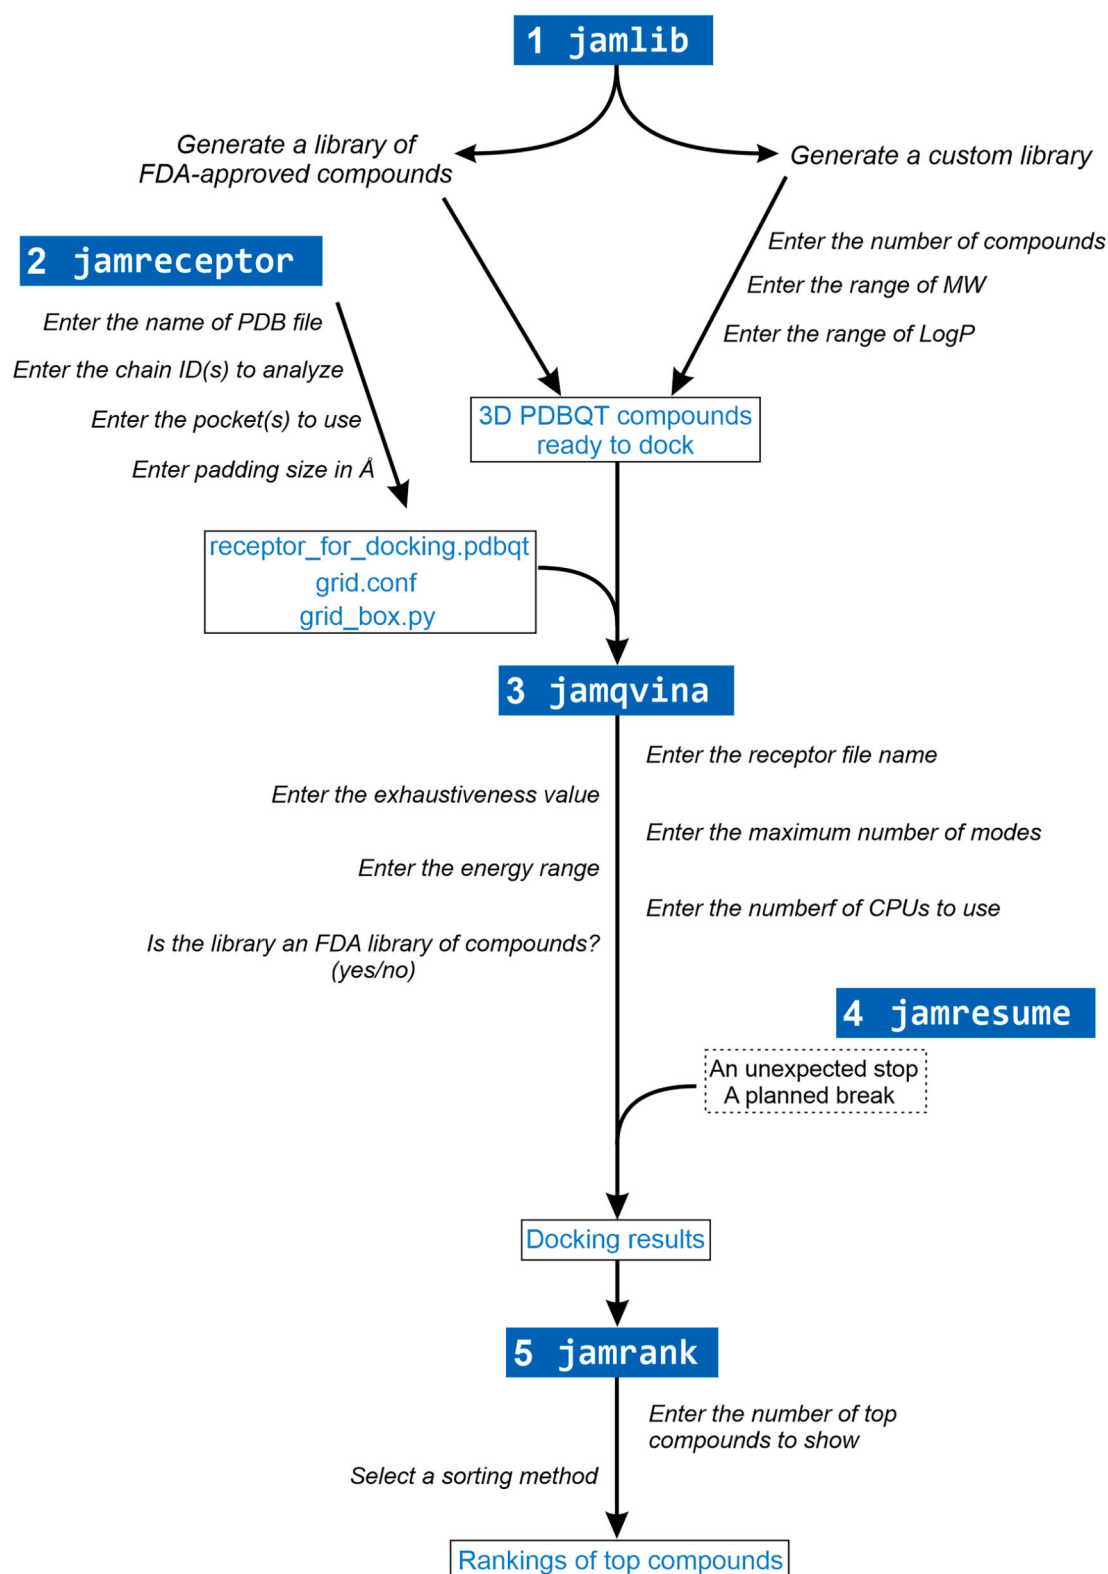 1 jamlib
Generate a library of
FDA-approved compounds
Generate a custom library
Enter the number of compounds
Enter the range of MW
Enter the range of LogP
2 jamreceptor
Enter the name of PDB file
Enter the chain ID(s) to analyze
Enter the pocket(s) to use
Enter padding size in Å
3D PDBQT compounds
ready to dock
receptor_for_docking.pdbqt
grid.conf
grid_box.py
3 jamqvina
Enter the receptor file name
Enter the exhaustiveness value
Enter the maximum number of modes
Enter the energy range
Enter the numberf of CPUs to use
Is the library an FDA library of compounds?
(yes/no)
4 jamresume
An unexpected stop
A planned break
Docking results
5 jamrank
Enter the number of top
compounds to show
Select a sorting method
Rankings of top compounds